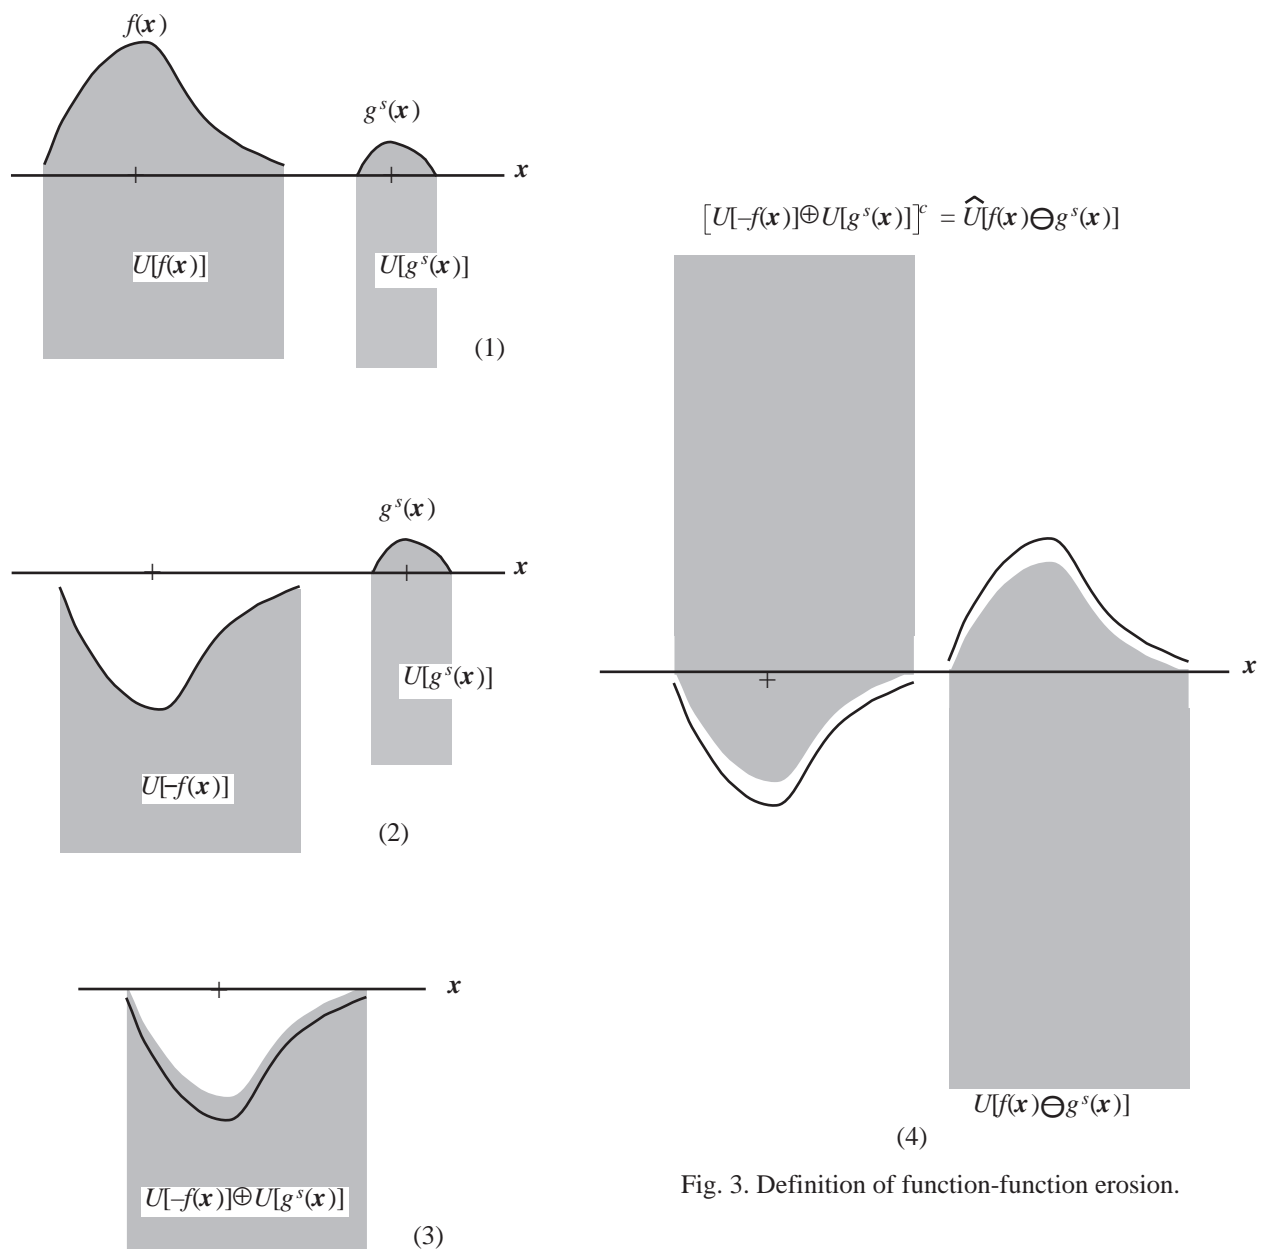 f(x)
g^s(x)
x
U[f(x)]
U[g^s(x)]
(1)
g^s(x)
x
U[g^s(x)]
U[–f(x)]
(2)
x
U[–f(x)]⊕U[g^s(x)]
(3)
[U[–f(x)]⊕U[g^s(x)]]^c = Û[f(x)⊖g^s(x)]
x
U[f(x)⊖g^s(x)]
(4)
Fig. 3. Definition of function-function erosion.